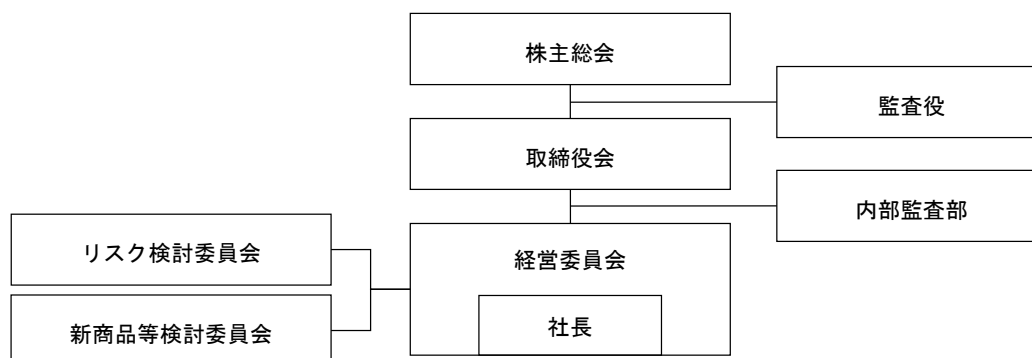 株主総会
監査役
取締役会
内部監査部
リスク検討委員会
経営委員会
新商品等検討委員会
社長